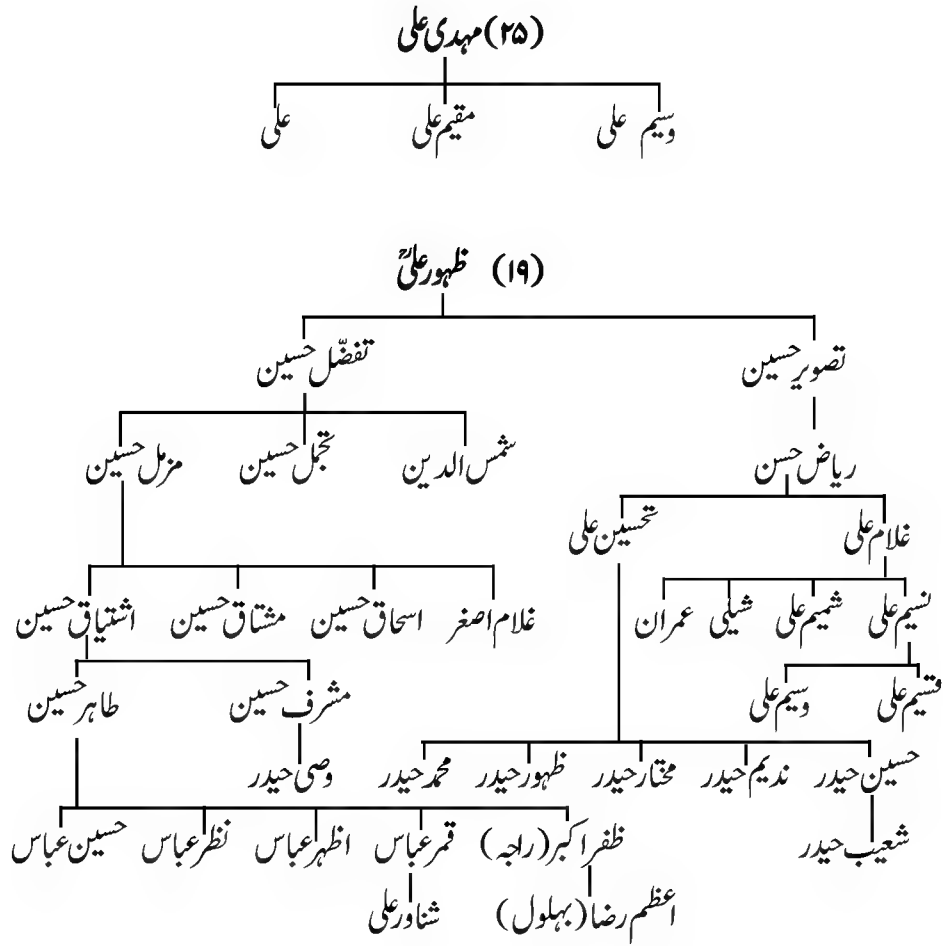 (۲۵) مہدی علی
وسیم علی مقیم علی علی
(۱۹) ظہور علیؒ
تصویر حسین تفضّل حسین
ریاض حسن شمس الدین تجمل حسین مزمل حسین
غلام علی تحسین علی
نسیم علی شمیم علی شیلی عمران غلام اصغر اسحاق حسین مشتاق حسین اشتیاق حسین
قسیم علی وسیم علی مشرف حسین طاہر حسین
حسین حیدر ندیم حیدر مختار حیدر ظہور حیدر محمد حیدر وصی حیدر
شعیب حیدر ظفر اکبر (راجہ) قمر عباس اظہر عباس نظر عباس حسین عباس
اعظم رضا (بہلول) شناور علی